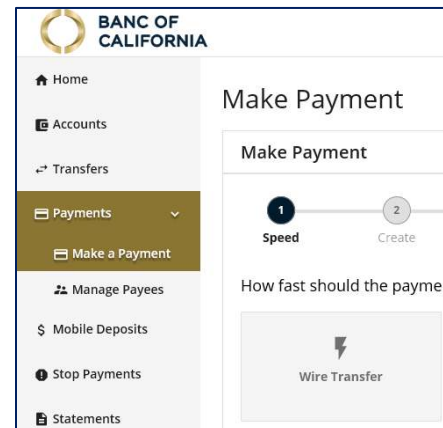 BANC OF
CALIFORNIA
Home
Accounts
Transfers
Payments
Make a Payment
Manage Payees
Mobile Deposits
Stop Payments
Statements
Make Payment
Make Payment
1
2
Speed
Create
How fast should the payme
Wire Transfer